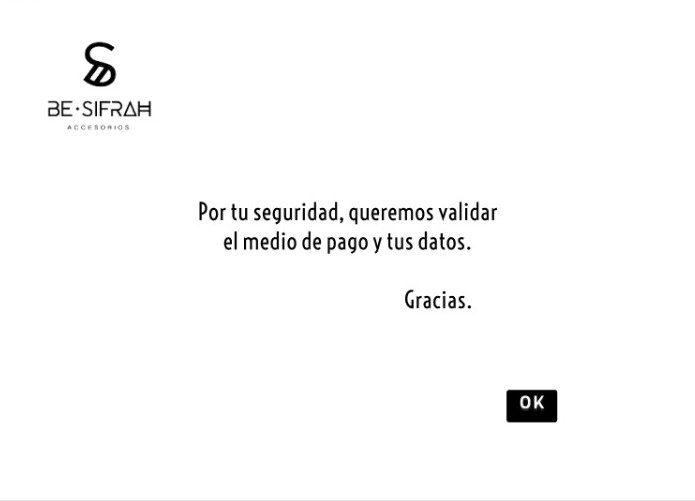 BE·SIFRAH
ACCESORIOS
Por tu seguridad, queremos validar
el medio de pago y tus datos.
Gracias.
OK